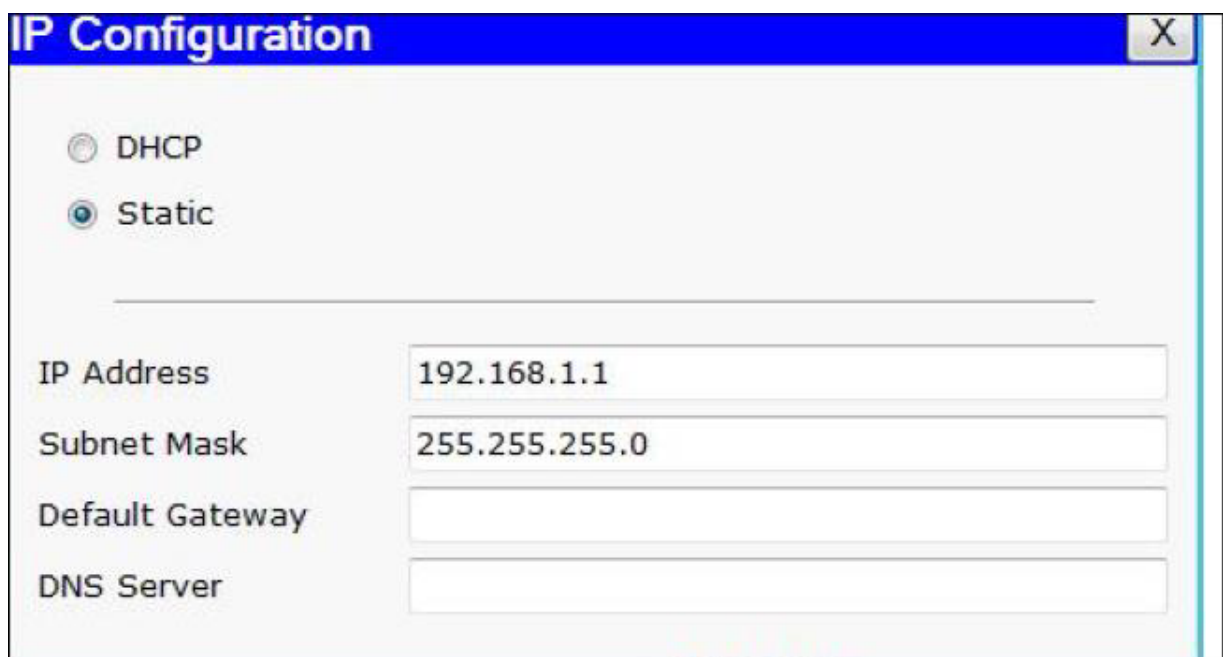 IP Configuration X
DHCP
Static
IP Address 192.168.1.1
Subnet Mask 255.255.255.0
Default Gateway
DNS Server